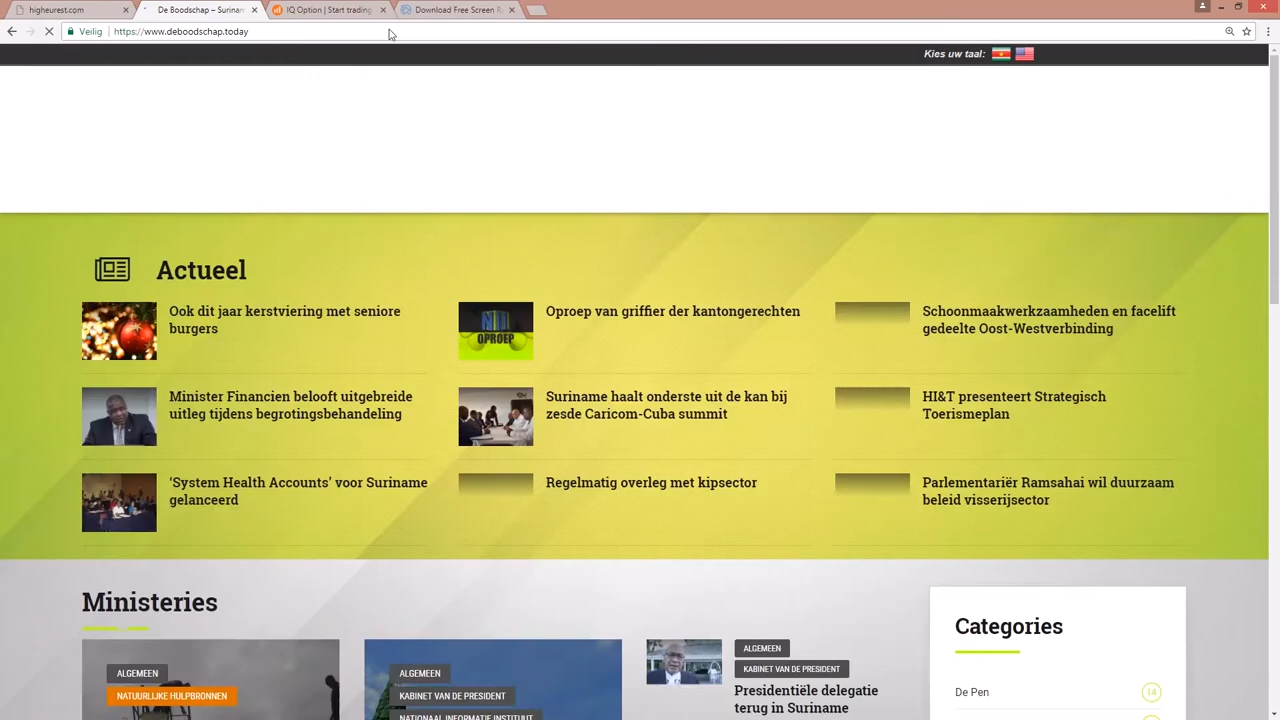 higheurest.com
De Boodschap – Surinam
IQ Option | Start trading
Download Free Screen R
Veilig
https://www.deboodschap.today
Kies uw taal:
Actueel
Ook dit jaar kerstviering met seniore
burgers
Oproep van griffier der kantongerechten
OPROEP
Schoonmaakwerkzaamheden en facelift
gedeelte Oost-Westverbinding
Minister Financien belooft uitgebreide
uitleg tijdens begrotingsbehandeling
Suriname haalt onderste uit de kan bij
zesde Caricom-Cuba summit
HI&T presenteert Strategisch
Toerismeplan
‘System Health Accounts’ voor Suriname
gelanceerd
Regelmatig overleg met kipsector
Parlementariër Ramsahai wil duurzaam
beleid visserijsector
Ministeries
ALGEMEEN
NATUURLIJKE HULPBRONNEN
ALGEMEEN
KABINET VAN DE PRESIDENT
NATIONAAL INFORMATIE INSTITUUT
ALGEMEEN
KABINET VAN DE PRESIDENT
Presidentiële delegatie
terug in Suriname
Categories
De Pen
14